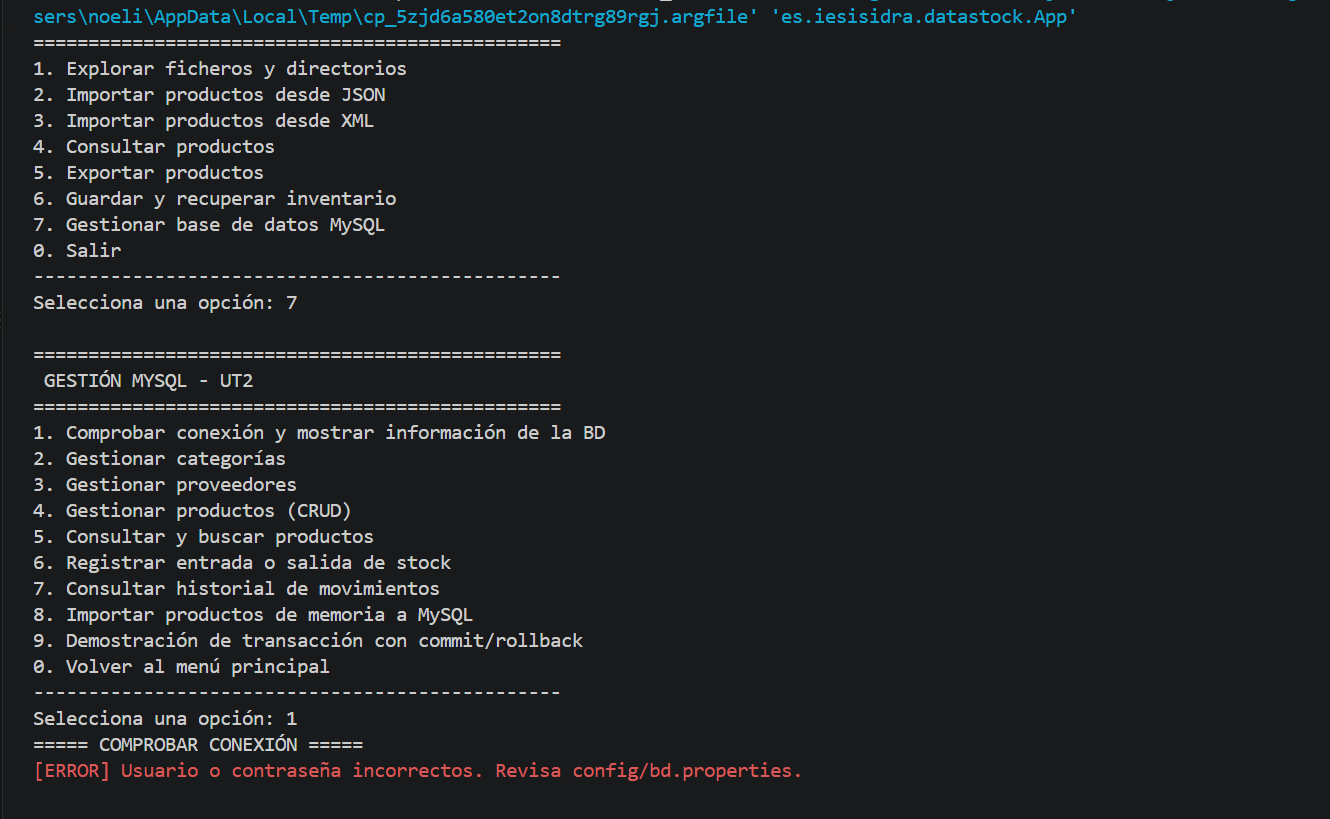 sers\noeli\AppData\Local\Temp\cp_5zjd6a580et2on8dtrg89rgj.argfile' 'es.iesisidra.datastock.App'
================================================
1. Explorar ficheros y directorios
2. Importar productos desde JSON
3. Importar productos desde XML
4. Consultar productos
5. Exportar productos
6. Guardar y recuperar inventario
7. Gestionar base de datos MySQL
0. Salir
------------------------------------------------
Selecciona una opción: 7
================================================
GESTIÓN MYSQL - UT2
================================================
1. Comprobar conexión y mostrar información de la BD
2. Gestionar categorías
3. Gestionar proveedores
4. Gestionar productos (CRUD)
5. Consultar y buscar productos
6. Registrar entrada o salida de stock
7. Consultar historial de movimientos
8. Importar productos de memoria a MySQL
9. Demostración de transacción con commit/rollback
0. Volver al menú principal
------------------------------------------------
Selecciona una opción: 1
===== COMPROBAR CONEXIÓN =====
[ERROR] Usuario o contraseña incorrectos. Revisa config/bd.properties.